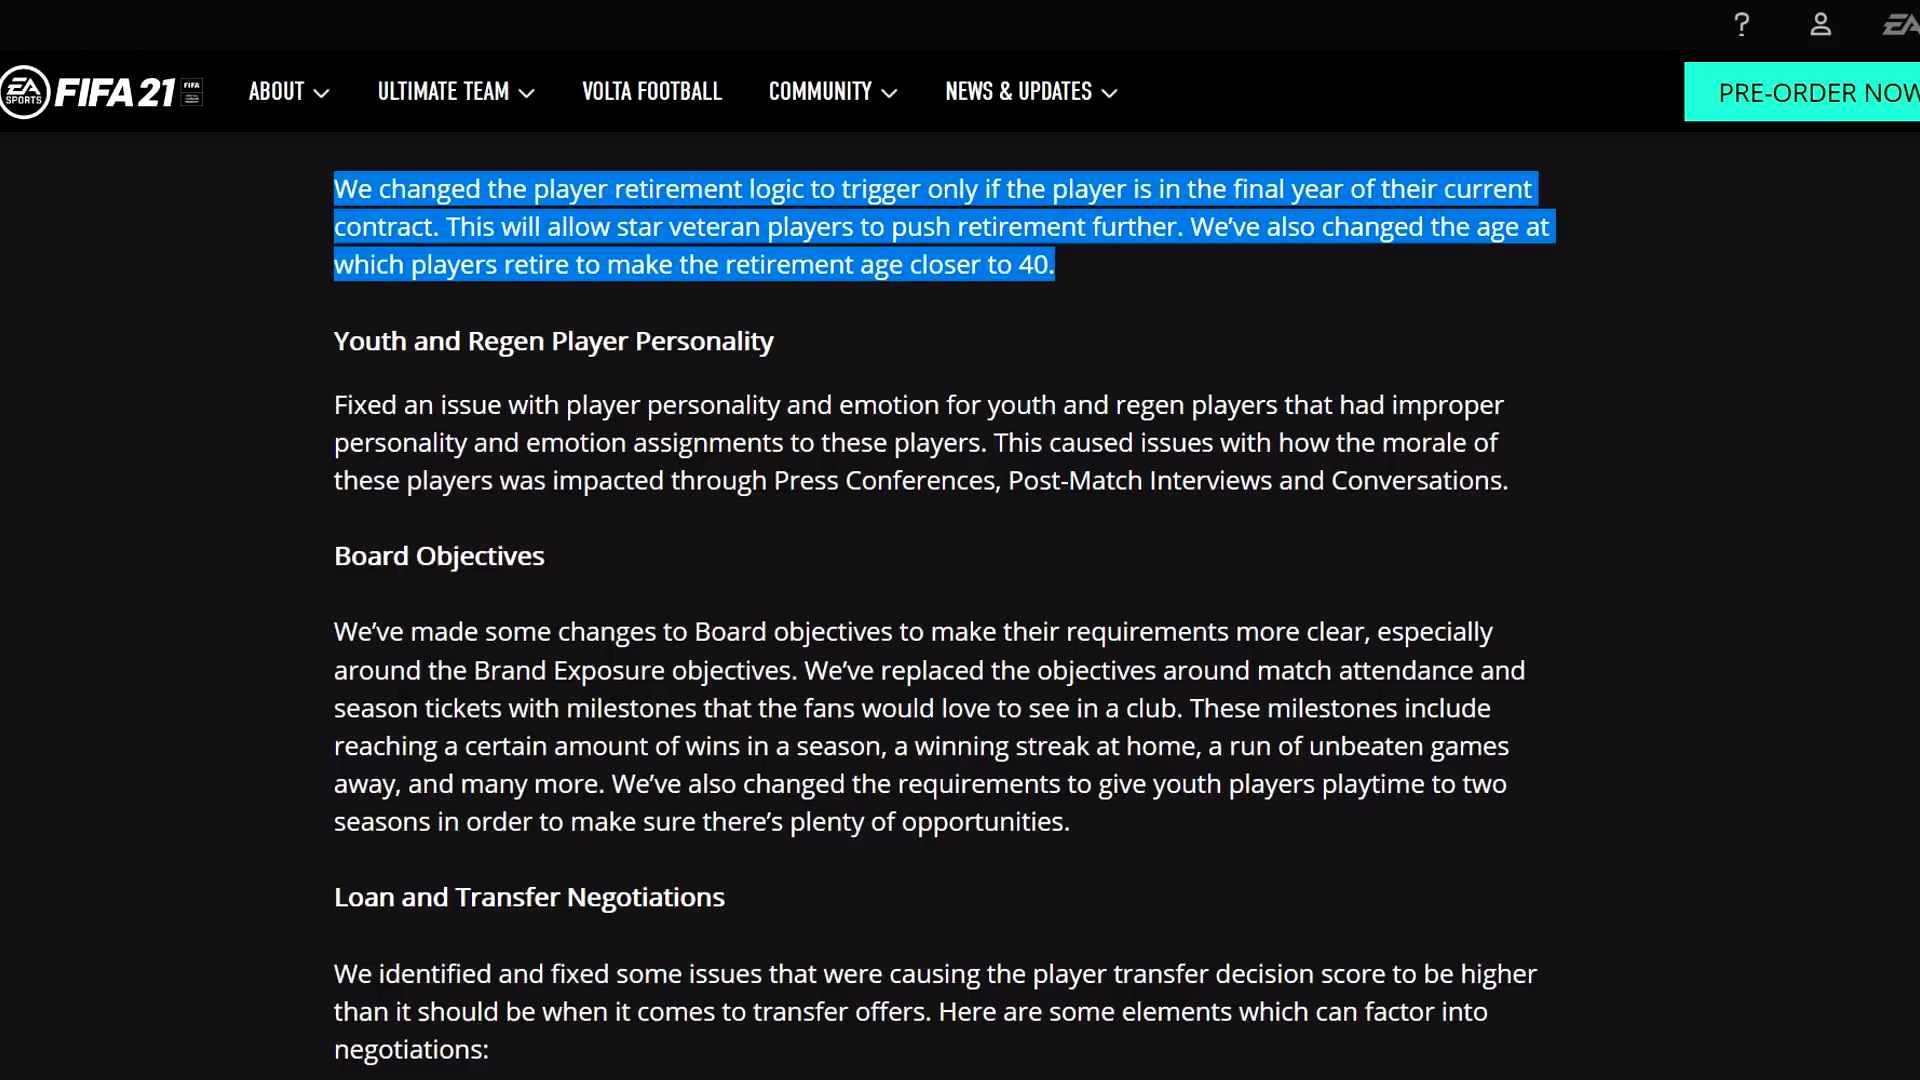 ?
EA
EA SPORTS FIFA 21 FIFA
ABOUT
ULTIMATE TEAM
VOLTA FOOTBALL
COMMUNITY
NEWS & UPDATES
PRE-ORDER NOW
We changed the player retirement logic to trigger only if the player is in the final year of their current
contract. This will allow star veteran players to push retirement further. We’ve also changed the age at
which players retire to make the retirement age closer to 40.
Youth and Regen Player Personality
Fixed an issue with player personality and emotion for youth and regen players that had improper
personality and emotion assignments to these players. This caused issues with how the morale of
these players was impacted through Press Conferences, Post-Match Interviews and Conversations.
Board Objectives
We’ve made some changes to Board objectives to make their requirements more clear, especially
around the Brand Exposure objectives. We’ve replaced the objectives around match attendance and
season tickets with milestones that the fans would love to see in a club. These milestones include
reaching a certain amount of wins in a season, a winning streak at home, a run of unbeaten games
away, and many more. We’ve also changed the requirements to give youth players playtime to two
seasons in order to make sure there’s plenty of opportunities.
Loan and Transfer Negotiations
We identified and fixed some issues that were causing the player transfer decision score to be higher
than it should be when it comes to transfer offers. Here are some elements which can factor into
negotiations: